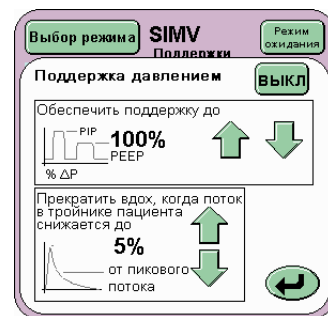 Выбор режима
SIMV
Поддержки
Режим
ожидания
Поддержка давлением
ВЫКЛ
Обеспечить поддержку до
PIP
100%
PEEP
% ΔP
Прекратить вдох, когда поток
в тройнике пациента
снижается до
5%
от пикового
потока